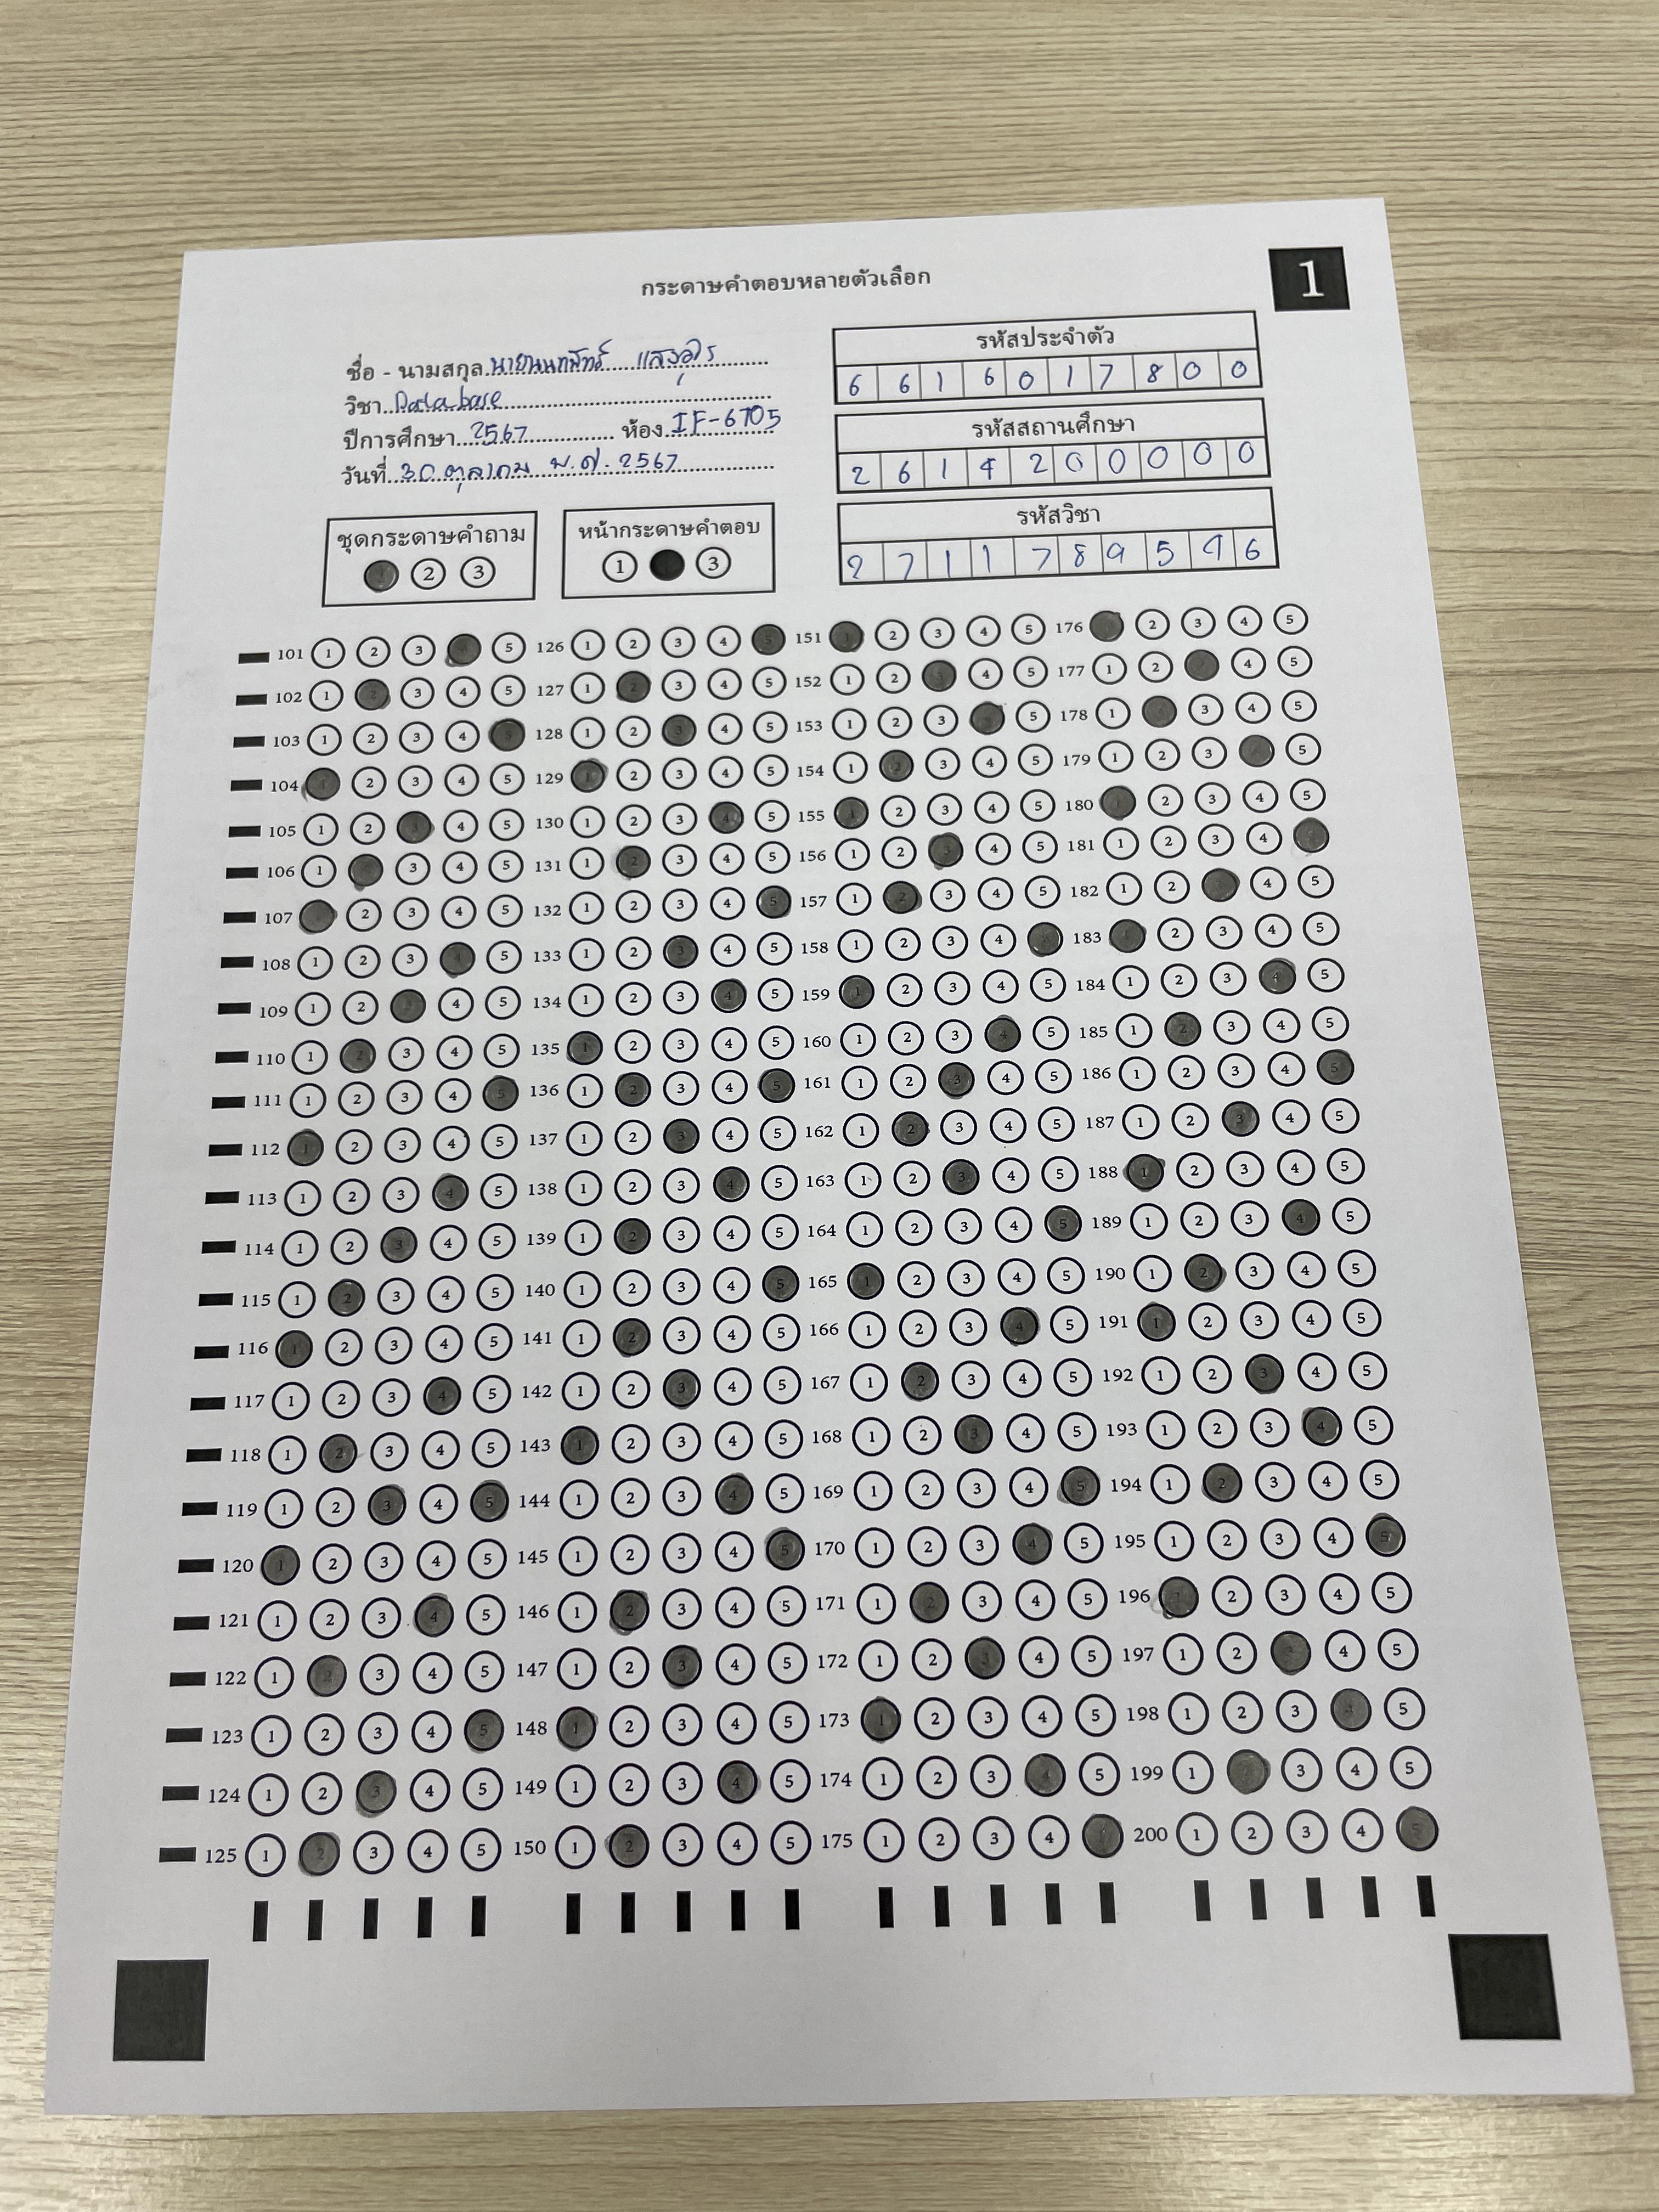 กระดาษคำตอบหลายตัวเลือก
1
ชื่อ - นามสกุล
วิชา Database
ปีการศึกษา 2567 ห้อง IF-6705
วันที่ 30 ตุลาคม พ.ศ. 2567
รหัสประจำตัว
6 6 1 6 0 1 7 8 0 0
รหัสสถานศึกษา
2 6 1 4 2 0 0 0 0 0
รหัสวิชา
2 7 1 1 7 8 9 5 4 6
ชุดกระดาษคำถาม
1 2 3
หน้ากระดาษคำตอบ
1 3
101 1 2 3 5 126 1 2 3 4 5 151 1 2 3 4 5 176 2 3 4 5
102 1 2 3 4 5 127 1 2 3 4 5 152 1 2 3 4 5 177 1 2 4 5
103 1 2 3 4 5 128 1 2 3 4 5 153 1 2 3 5 178 1 3 4 5
104 2 3 4 5 129 1 2 3 4 5 154 1 2 3 4 5 179 1 2 3 4 5
105 1 2 3 4 5 130 1 2 3 4 5 155 1 2 3 4 5 180 1 2 3 4 5
106 1 3 4 5 131 1 2 3 4 5 156 1 2 3 4 5 181 1 2 3 4
107 2 3 4 5 132 1 2 3 4 5 157 1 2 3 4 5 182 1 2 4 5
108 1 2 3 4 5 133 1 2 3 4 5 158 1 2 3 4 183 1 2 3 4 5
109 1 2 3 4 5 134 1 2 3 4 5 159 1 2 3 4 5 184 1 2 3 4 5
110 1 2 3 4 5 135 1 2 3 4 5 160 1 2 3 4 5 185 1 2 3 4 5
111 1 2 3 4 5 136 1 2 3 4 5 161 1 2 3 4 5 186 1 2 3 4 5
112 1 2 3 4 5 137 1 2 3 4 5 162 1 2 3 4 5 187 1 2 3 4 5
113 1 2 3 4 5 138 1 2 3 4 5 163 1 2 3 4 5 188 1 2 3 4 5
114 1 2 3 4 5 139 1 2 3 4 5 164 1 2 3 4 5 189 1 2 3 4 5
115 1 2 3 4 5 140 1 2 3 4 5 165 1 2 3 4 5 190 1 2 3 4 5
116 1 2 3 4 5 141 1 2 3 4 5 166 1 2 3 4 5 191 1 2 3 4 5
117 1 2 3 4 5 142 1 2 3 4 5 167 1 2 3 4 5 192 1 2 3 4 5
118 1 2 3 4 5 143 1 2 3 4 5 168 1 2 3 4 5 193 1 2 3 4 5
119 1 2 3 4 5 144 1 2 3 4 5 169 1 2 3 4 5 194 1 2 3 4 5
120 1 2 3 4 5 145 1 2 3 4 5 170 1 2 3 4 5 195 1 2 3 4 5
121 1 2 3 4 5 146 1 2 3 4 5 171 1 2 3 4 5 196 1 2 3 4 5
122 1 2 3 4 5 147 1 2 3 4 5 172 1 2 3 4 5 197 1 2 3 4 5
123 1 2 3 4 5 148 1 2 3 4 5 173 1 2 3 4 5 198 1 2 3 4 5
124 1 2 3 4 5 149 1 2 3 4 5 174 1 2 3 4 5 199 1 2 3 4 5
125 1 2 3 4 5 150 1 2 3 4 5 175 1 2 3 4 200 1 2 3 4 5